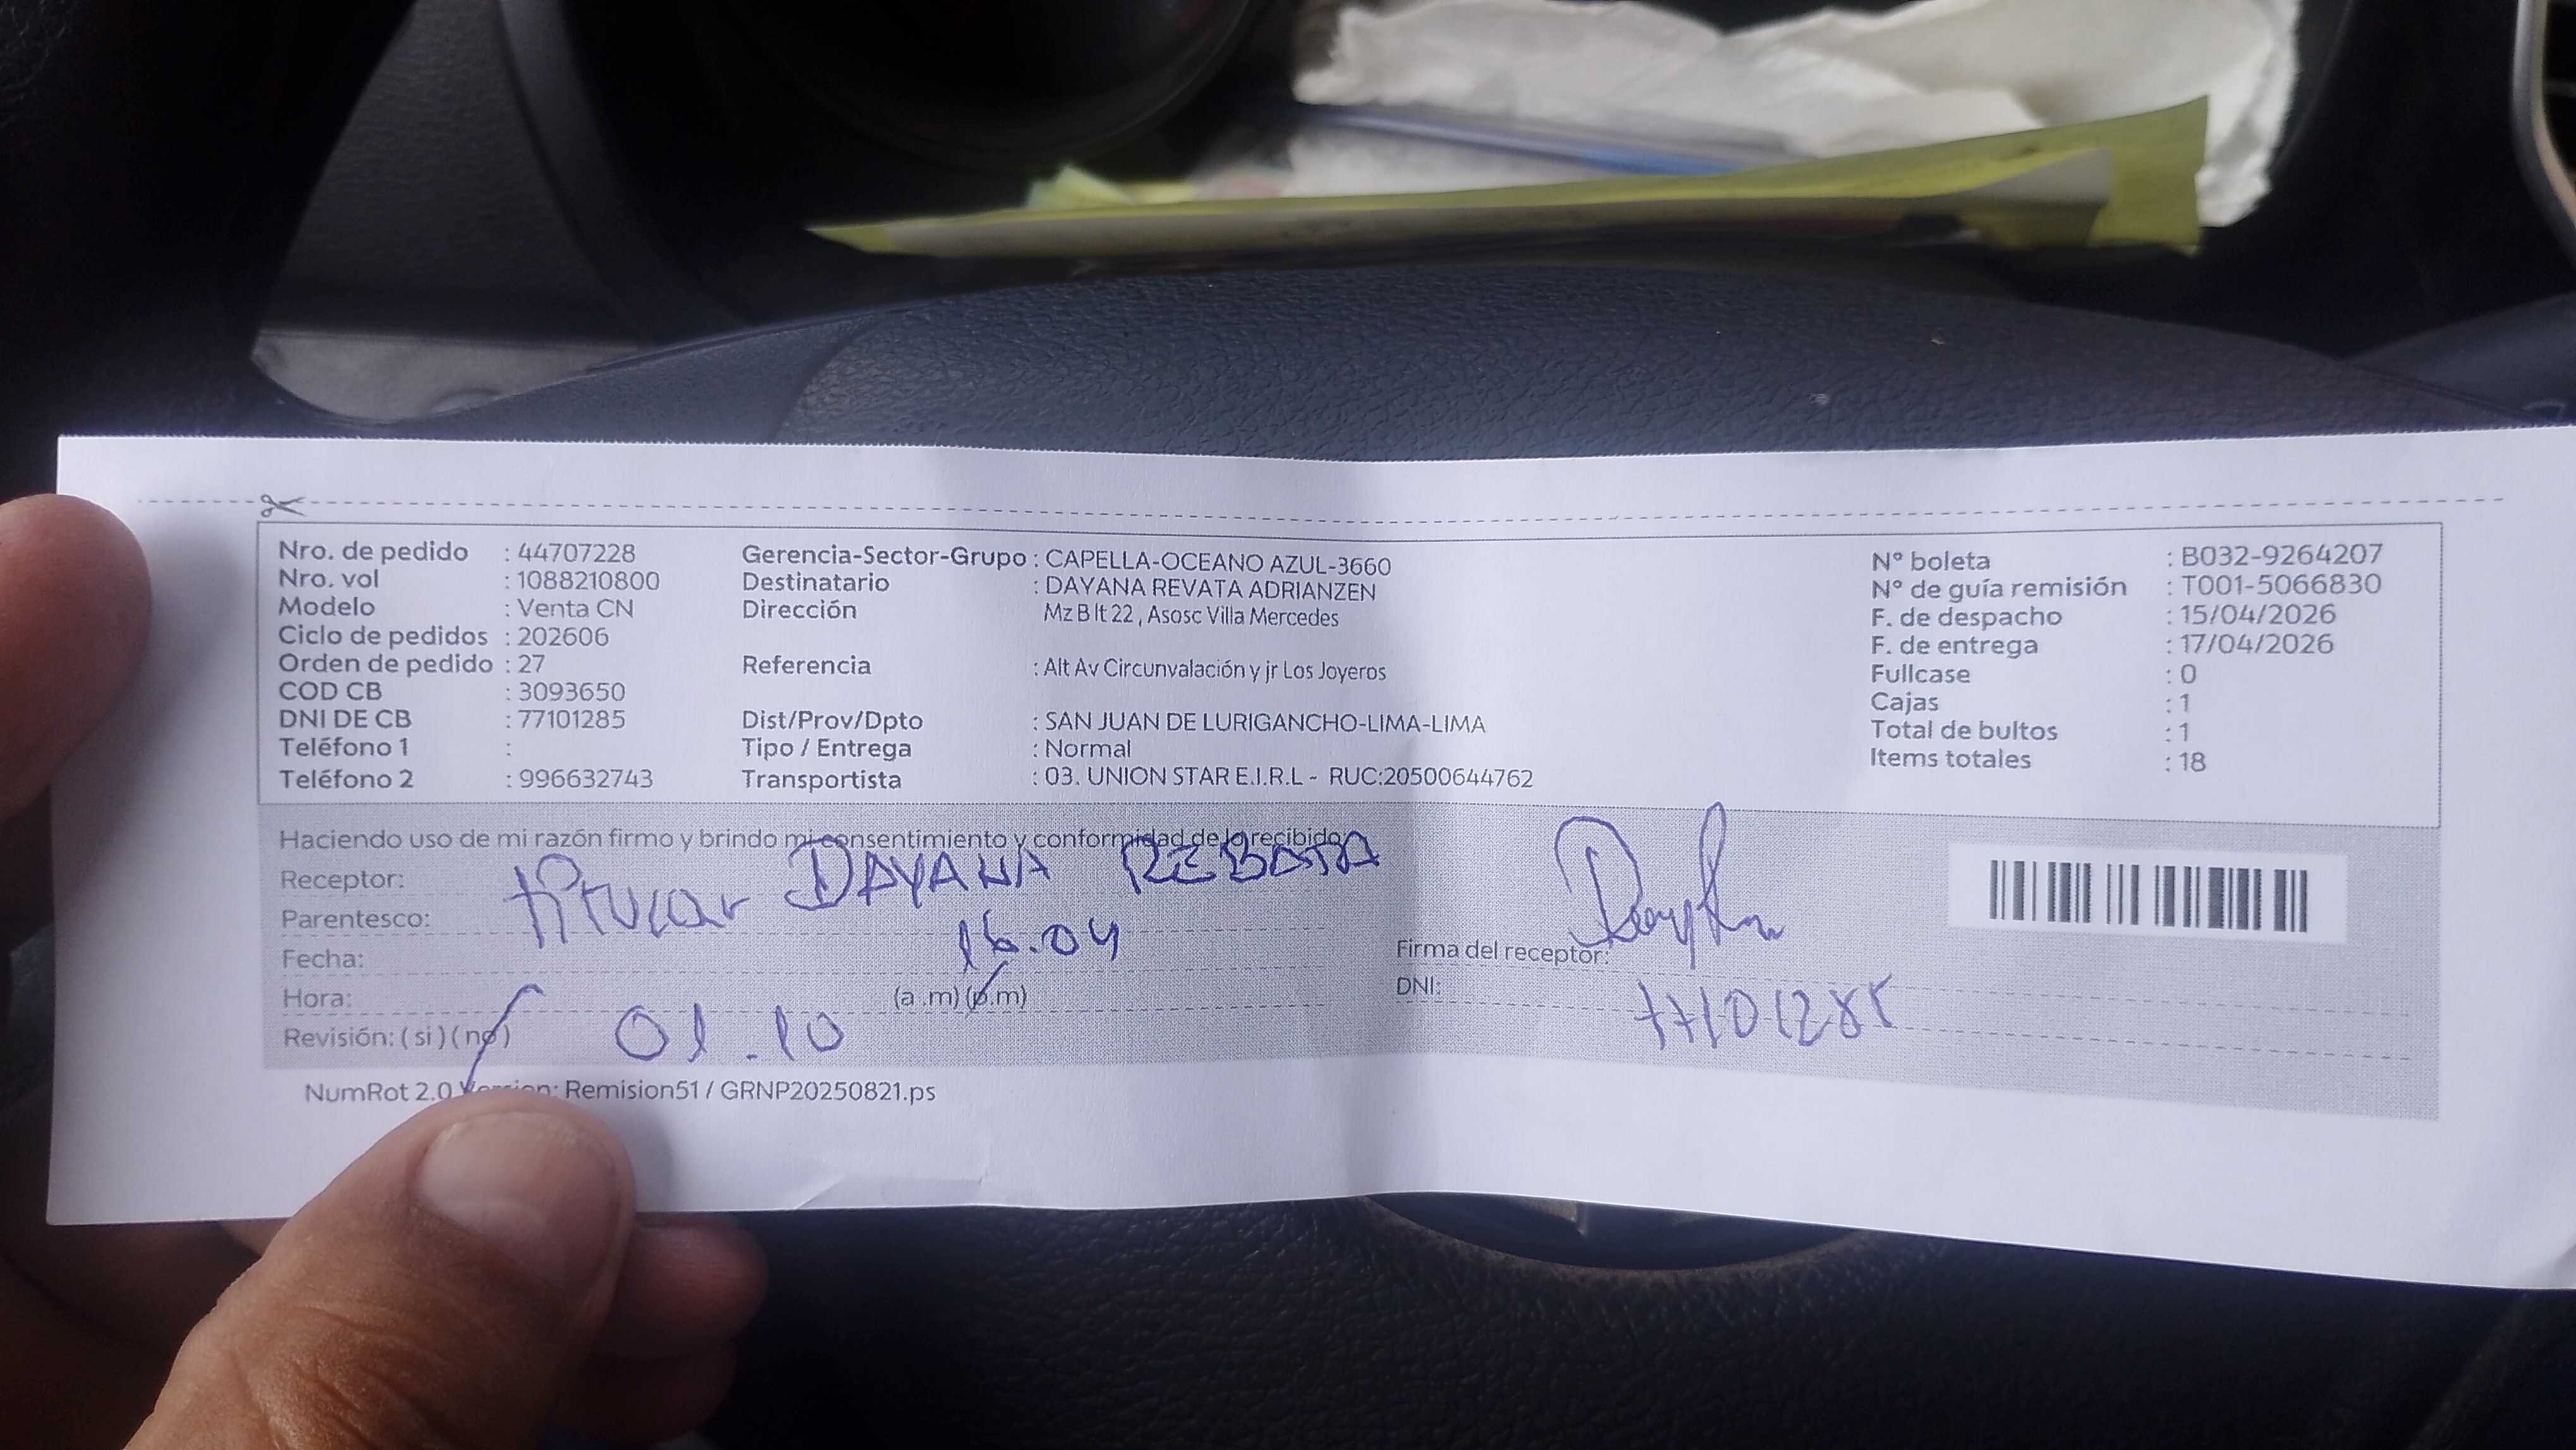 Nro. de pedido : 44707228
Nro. vol : 1088210800
Modelo : Venta CN
Ciclo de pedidos : 202606
Orden de pedido : 27
COD CB : 3093650
DNI DE CB : 77101285
Teléfono 1 :
Teléfono 2 : 996632743
Gerencia-Sector-Grupo : CAPELLA-OCEANO AZUL-3660
Destinatario : DAYANA REVATA ADRIANZEN
Dirección Mz B lt 22 , Asosc Villa Mercedes
Referencia : Alt Av Circunvalación y jr Los Joyeros
Dist/Prov/Dpto : SAN JUAN DE LURIGANCHO-LIMA-LIMA
Tipo / Entrega : Normal
Transportista : 03. UNION STAR E.I.R.L - RUC:20500644762
N° boleta : B032-9264207
N° de guía remisión : T001-5066830
F. de despacho : 15/04/2026
F. de entrega : 17/04/2026
Fullcase : 0
Cajas : 1
Total de bultos : 1
Items totales : 18
Haciendo uso de mi razón firmo y brindo mi consentimiento y conformidad de lo recibido:
Receptor: DAYANA REBATA
Parentesco: titular
Fecha: 16.04
Hora: (a .m) (p.m)
Revisión: ( si ) ( no ) 01.10
Firma del receptor:
DNI: 77101285
NumRot 2.0 Version: Remision51 / GRNP20250821.ps